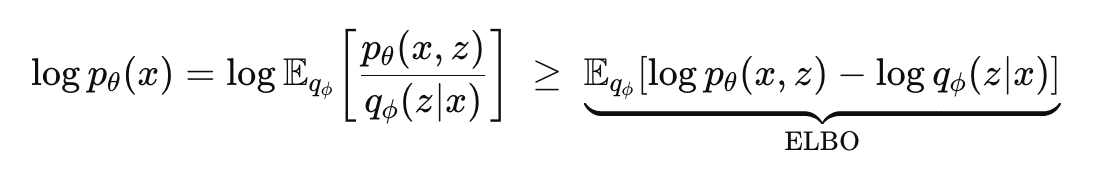 log p_θ(x) = log 𝔼_{q_ϕ} [ p_θ(x, z) / q_ϕ(z|x) ] ≥ 𝔼_{q_ϕ}[log p_θ(x, z) − log q_ϕ(z|x)]
ELBO